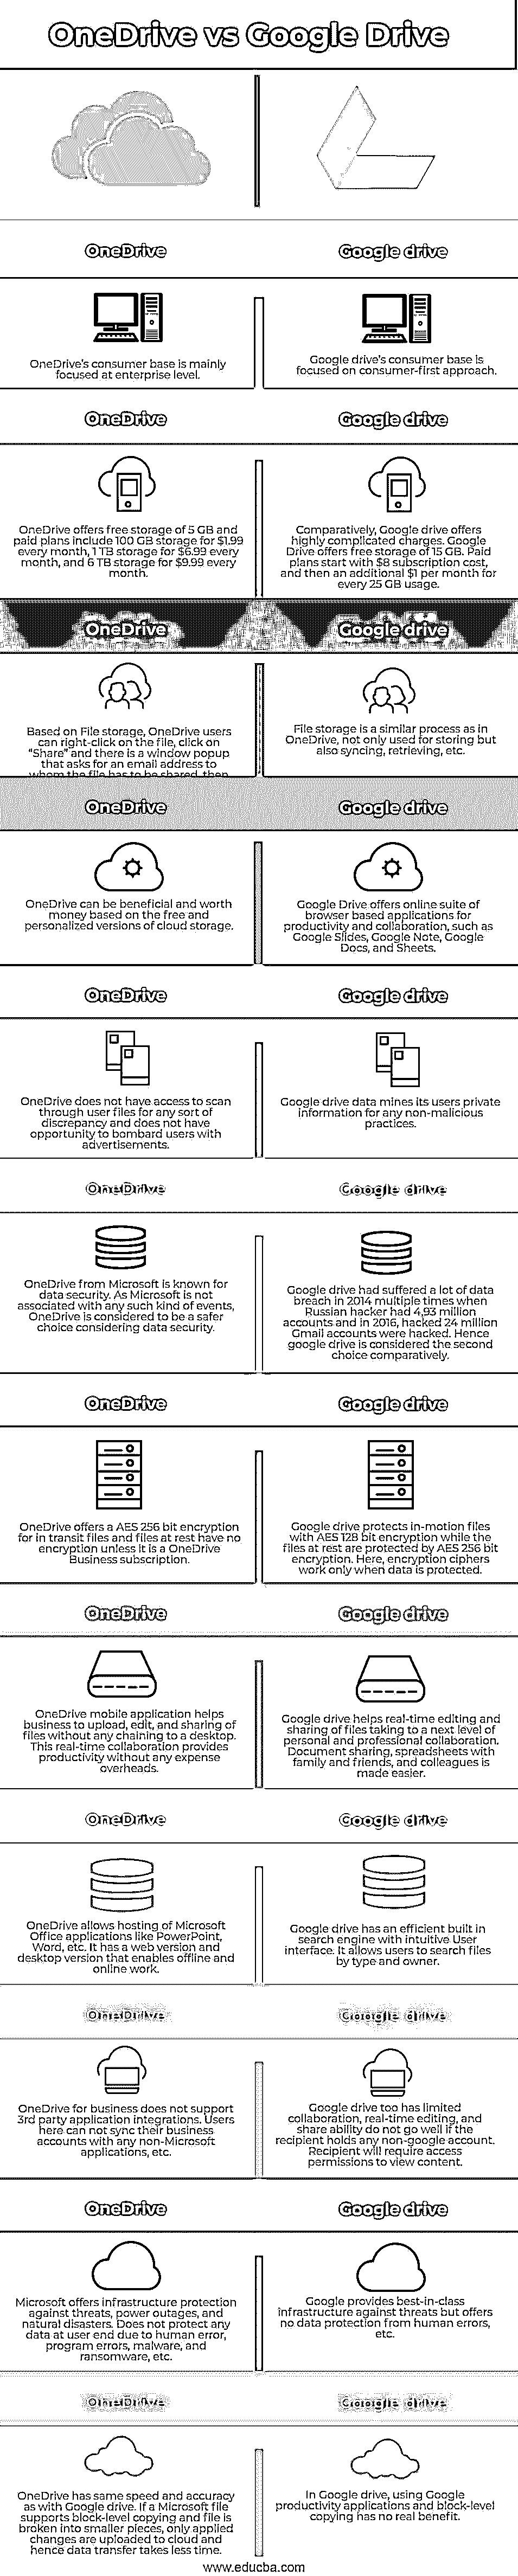 OneDrive vs Google Drive
OneDrive
Google drive
OneDrive's consumer base is mainly
focused at enterprise level.
Google drive's consumer base is
focused on consumer-first approach.
OneDrive
Google drive
OneDrive offers free storage of 5 GB and
paid plans include 100 GB storage for $1.99
every month, 1 TB storage for $6.99 every
month, and 6 TB storage for $9.99 every
month.
Comparatively, Google drive offers
highly complicated charges. Google
Drive offers free storage of 15 GB. Paid
plans start with $8 subscription cost,
and then an additional $1 per month for
every 25 GB usage.
OneDrive
Google drive
Based on File storage, OneDrive users
can right-click on the file, click on
"Share" and there is a window popup
that asks for an email address to
whom the file has to be shared, then
File storage is a similar process as in
OneDrive, not only used for storing but
also syncing, retrieving, etc.
OneDrive
Google drive
OneDrive can be beneficial and worth
money based on the free and
personalized versions of cloud storage.
Google Drive offers online suite of
browser based applications for
productivity and collaboration, such as
Google Slides, Google Note, Google
Docs, and Sheets.
OneDrive
Google drive
OneDrive does not have access to scan
through user files for any sort of
discrepancy and does not have
opportunity to bombard users with
advertisements.
Google drive data mines its users private
information for any non-malicious
practices.
OneDrive
Google drive
OneDrive from Microsoft is known for
data security. As Microsoft is not
associated with any such kind of events,
OneDrive is considered to be a safer
choice considering data security.
Google drive had suffered a lot of data
breach in 2014 multiple times when
Russian hacker had 4.93 million
accounts and in 2016, hacked 24 million
Gmail accounts were hacked. Hence
google drive is considered the second
choice comparatively.
OneDrive
Google drive
OneDrive offers a AES 256 bit encryption
for in transit files and files at rest have no
encryption unless it is a OneDrive
Business subscription.
Google drive protects in-motion files
with AES 128 bit encryption while the
files at rest are protected by AES 256 bit
encryption. Here, encryption ciphers
work only when data is protected.
OneDrive
Google drive
OneDrive mobile application helps
business to upload, edit, and sharing of
files without any chaining to a desktop.
This real-time collaboration provides
productivity without any expense
overheads.
Google drive helps real-time editing and
sharing of files taking to a next level of
personal and professional collaboration.
Document sharing, spreadsheets with
family and friends, and colleagues is
made easier.
OneDrive
Google drive
OneDrive allows hosting of Microsoft
Office applications like PowerPoint,
Word, etc. It has a web version and
desktop version that enables offline and
online work.
Google drive has an efficient built in
search engine with intuitive User
interface. It allows users to search files
by type and owner.
OneDrive
Google drive
OneDrive for business does not support
3rd party application integrations. Users
here can not sync their business
accounts with any non-Microsoft
applications, etc.
Google drive too has limited
collaboration, real-time editing, and
share ability do not go well if the
recipient holds any non-google account.
Recipient will require access
permissions to view content.
OneDrive
Google drive
Microsoft offers infrastructure protection
against threats, power outages, and
natural disasters. Does not protect any
data at user end due to human error,
program errors, malware, and
ransomware, etc.
Google provides best-in-class
infrastructure against threats but offers
no data protection from human errors,
etc.
OneDrive
Google drive
OneDrive has same speed and accuracy
as with Google drive. If a Microsoft file
supports block-level copying and file is
broken into smaller pieces, only applied
changes are uploaded to cloud and
hence data transfer takes less time.
In Google drive, using Google
productivity applications and block-level
copying has no real benefit.
www.educba.com